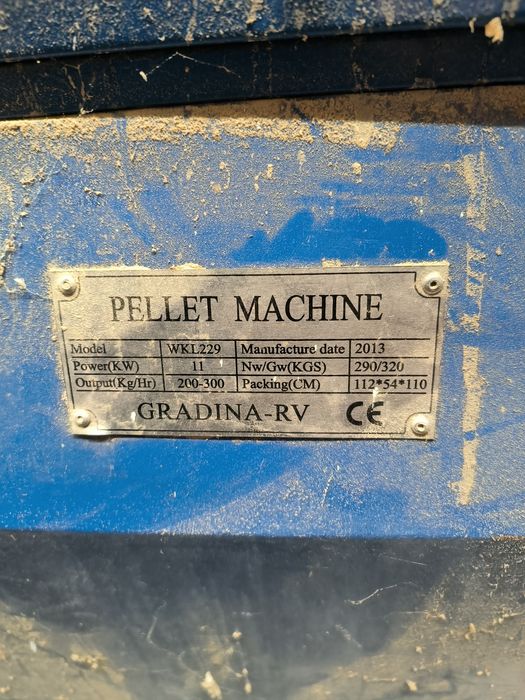 PELLET MACHINE
Model WKL229 Manufacture date 2013
Power(KW) 11 Nw/Gw(KGS) 290/320
Output(Kg/Hr) 200-300 Packing(CM) 112*54*110
GRADINA-RV CE